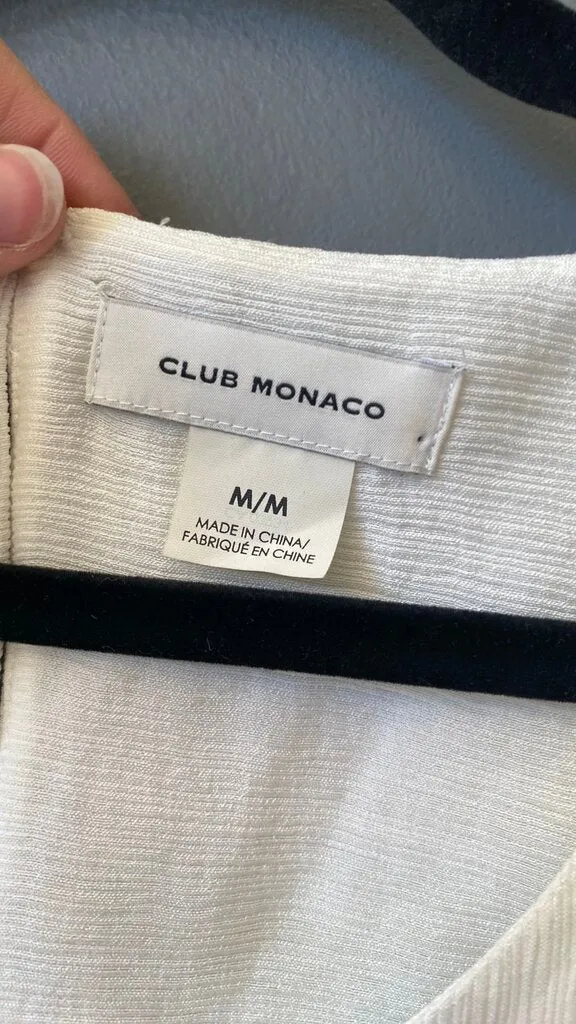 CLUB MONACO
M/M
MADE IN CHINA/
FABRIQUÉ EN CHINE